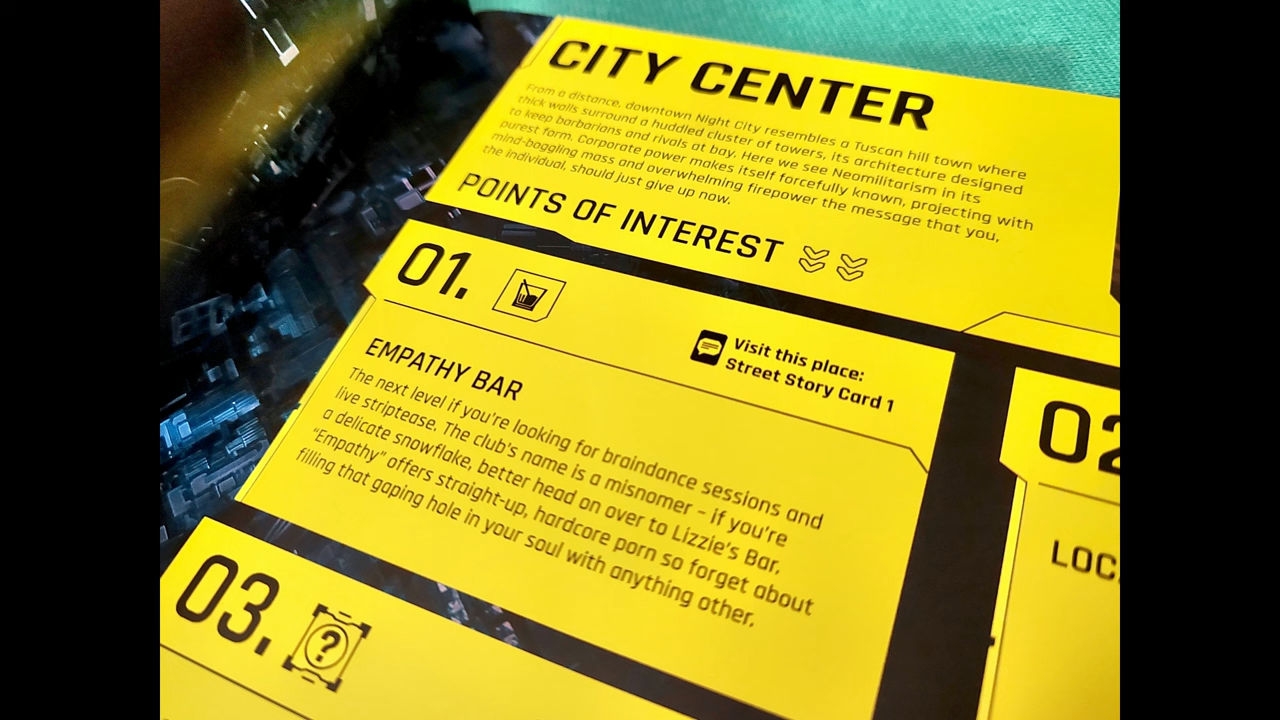 CITY CENTER
From a distance, downtown Night City resembles a Tuscan hill town where
thick walls surround a huddled cluster of towers, its architecture designed
to keep barbarians and rivals at bay. Here we see Neomilitarism in its
purest form. Corporate power makes itself forcefully known, projecting with
mind-boggling mass and overwhelming firepower the message that you,
the individual, should just give up now.
POINTS OF INTEREST
01.
Visit this place:
Street Story Card 1
EMPATHY BAR
The next level if you're looking for braindance sessions and
live striptease. The club's name is a misnomer – if you're
a delicate snowflake, better head on over to Lizzie's Bar,
"Empathy" offers straight-up, hardcore porn so forget about
filling that gaping hole in your soul with anything other,
02
LOC
03.
?